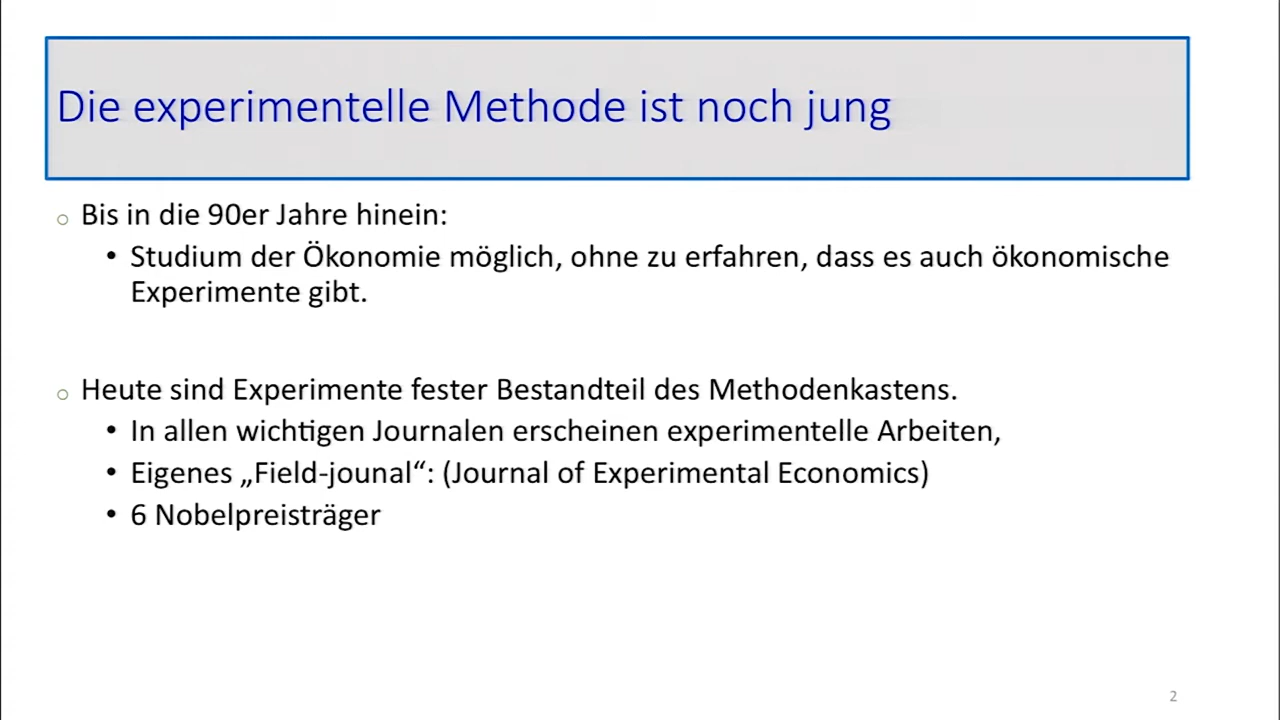 Die experimentelle Methode ist noch jung
○ Bis in die 90er Jahre hinein:
• Studium der Ökonomie möglich, ohne zu erfahren, dass es auch ökonomische
Experimente gibt.
○ Heute sind Experimente fester Bestandteil des Methodenkastens.
• In allen wichtigen Journalen erscheinen experimentelle Arbeiten,
• Eigenes „Field-jounal“: (Journal of Experimental Economics)
• 6 Nobelpreisträger
2